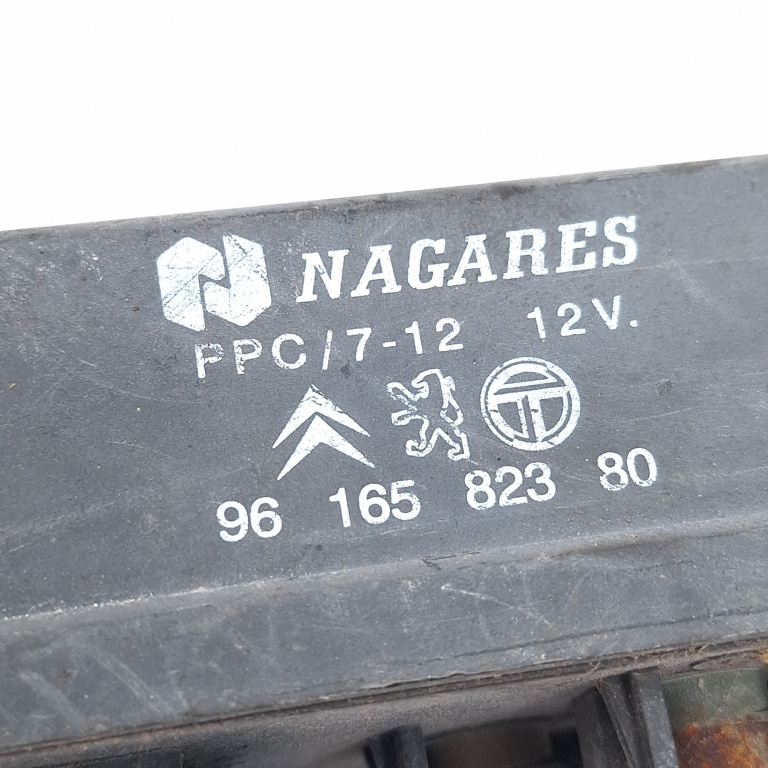 NAGARES
PPC/7-12 12V.
96 165 823 80